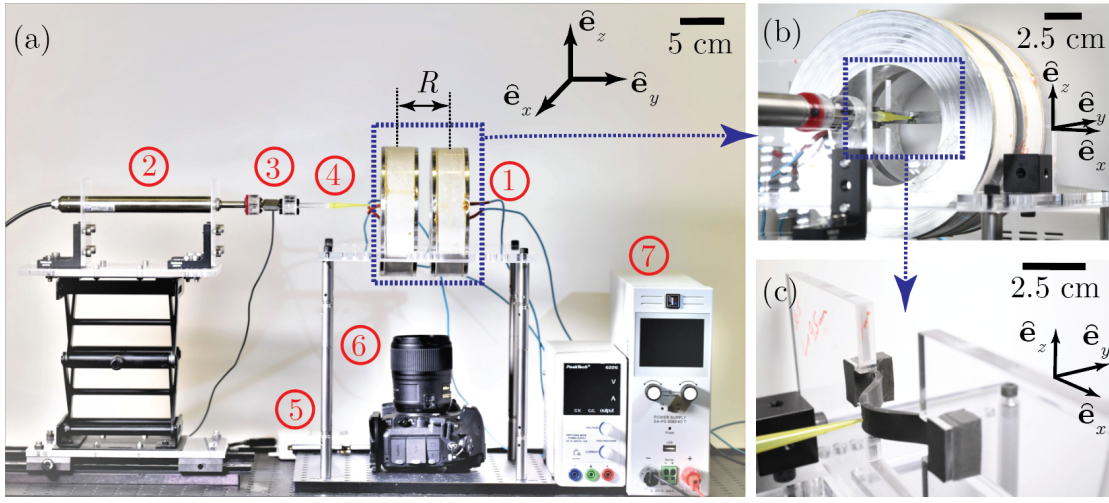 (a)
ê_z
5 cm
R
ê_y
ê_x
2
3
4
1
7
6
5
PeakTech®
6226
V
A
C.V. C.C. output
POWER SUPPLY
(b)
2.5 cm
ê_z
ê_y
ê_x
(c)
2.5 cm
ê_z
ê_y
ê_x